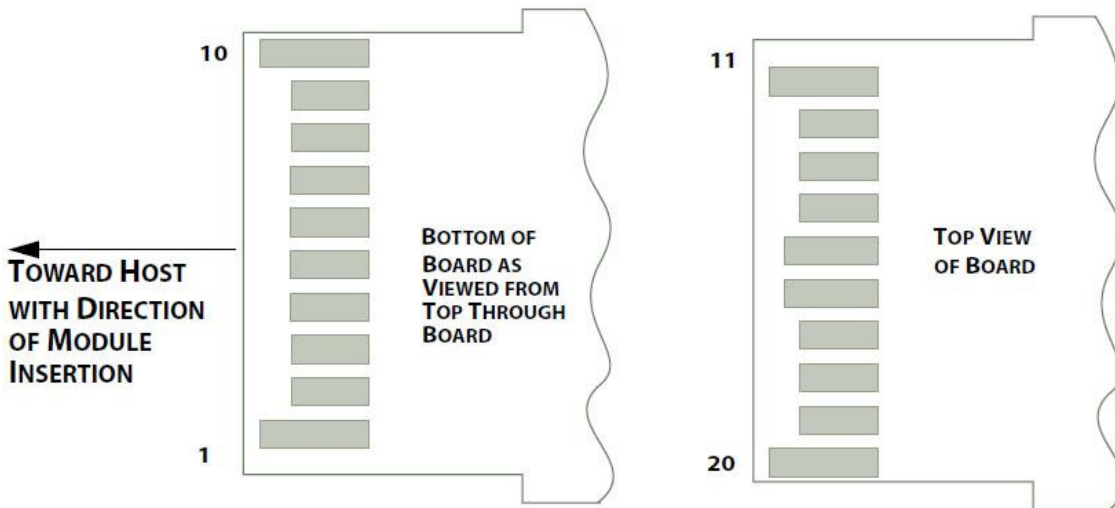 10
1
TOWARD HOST
WITH DIRECTION
OF MODULE
INSERTION
BOTTOM OF
BOARD AS
VIEWED FROM
TOP THROUGH
BOARD
11
20
TOP VIEW
OF BOARD